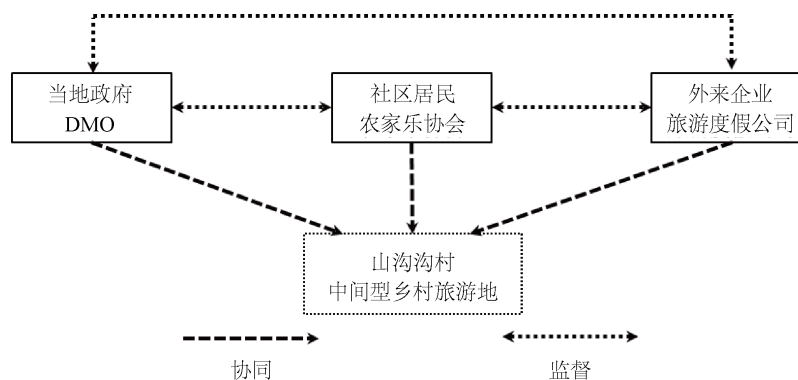 当地政府
DMO
社区居民
农家乐协会
外来企业
旅游度假公司
山沟沟村
中间型乡村旅游地
协同
监督